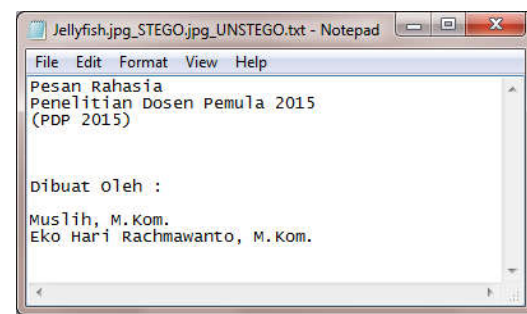 Jellyfish.jpg_STEGO.jpg_UNSTEGO.txt - Notepad
File Edit Format View Help
Pesan Rahasia
Penelitian Dosen Pemula 2015
(PDP 2015)
Dibuat Oleh :
Muslih, M.Kom.
Eko Hari Rachmawanto, M.Kom.